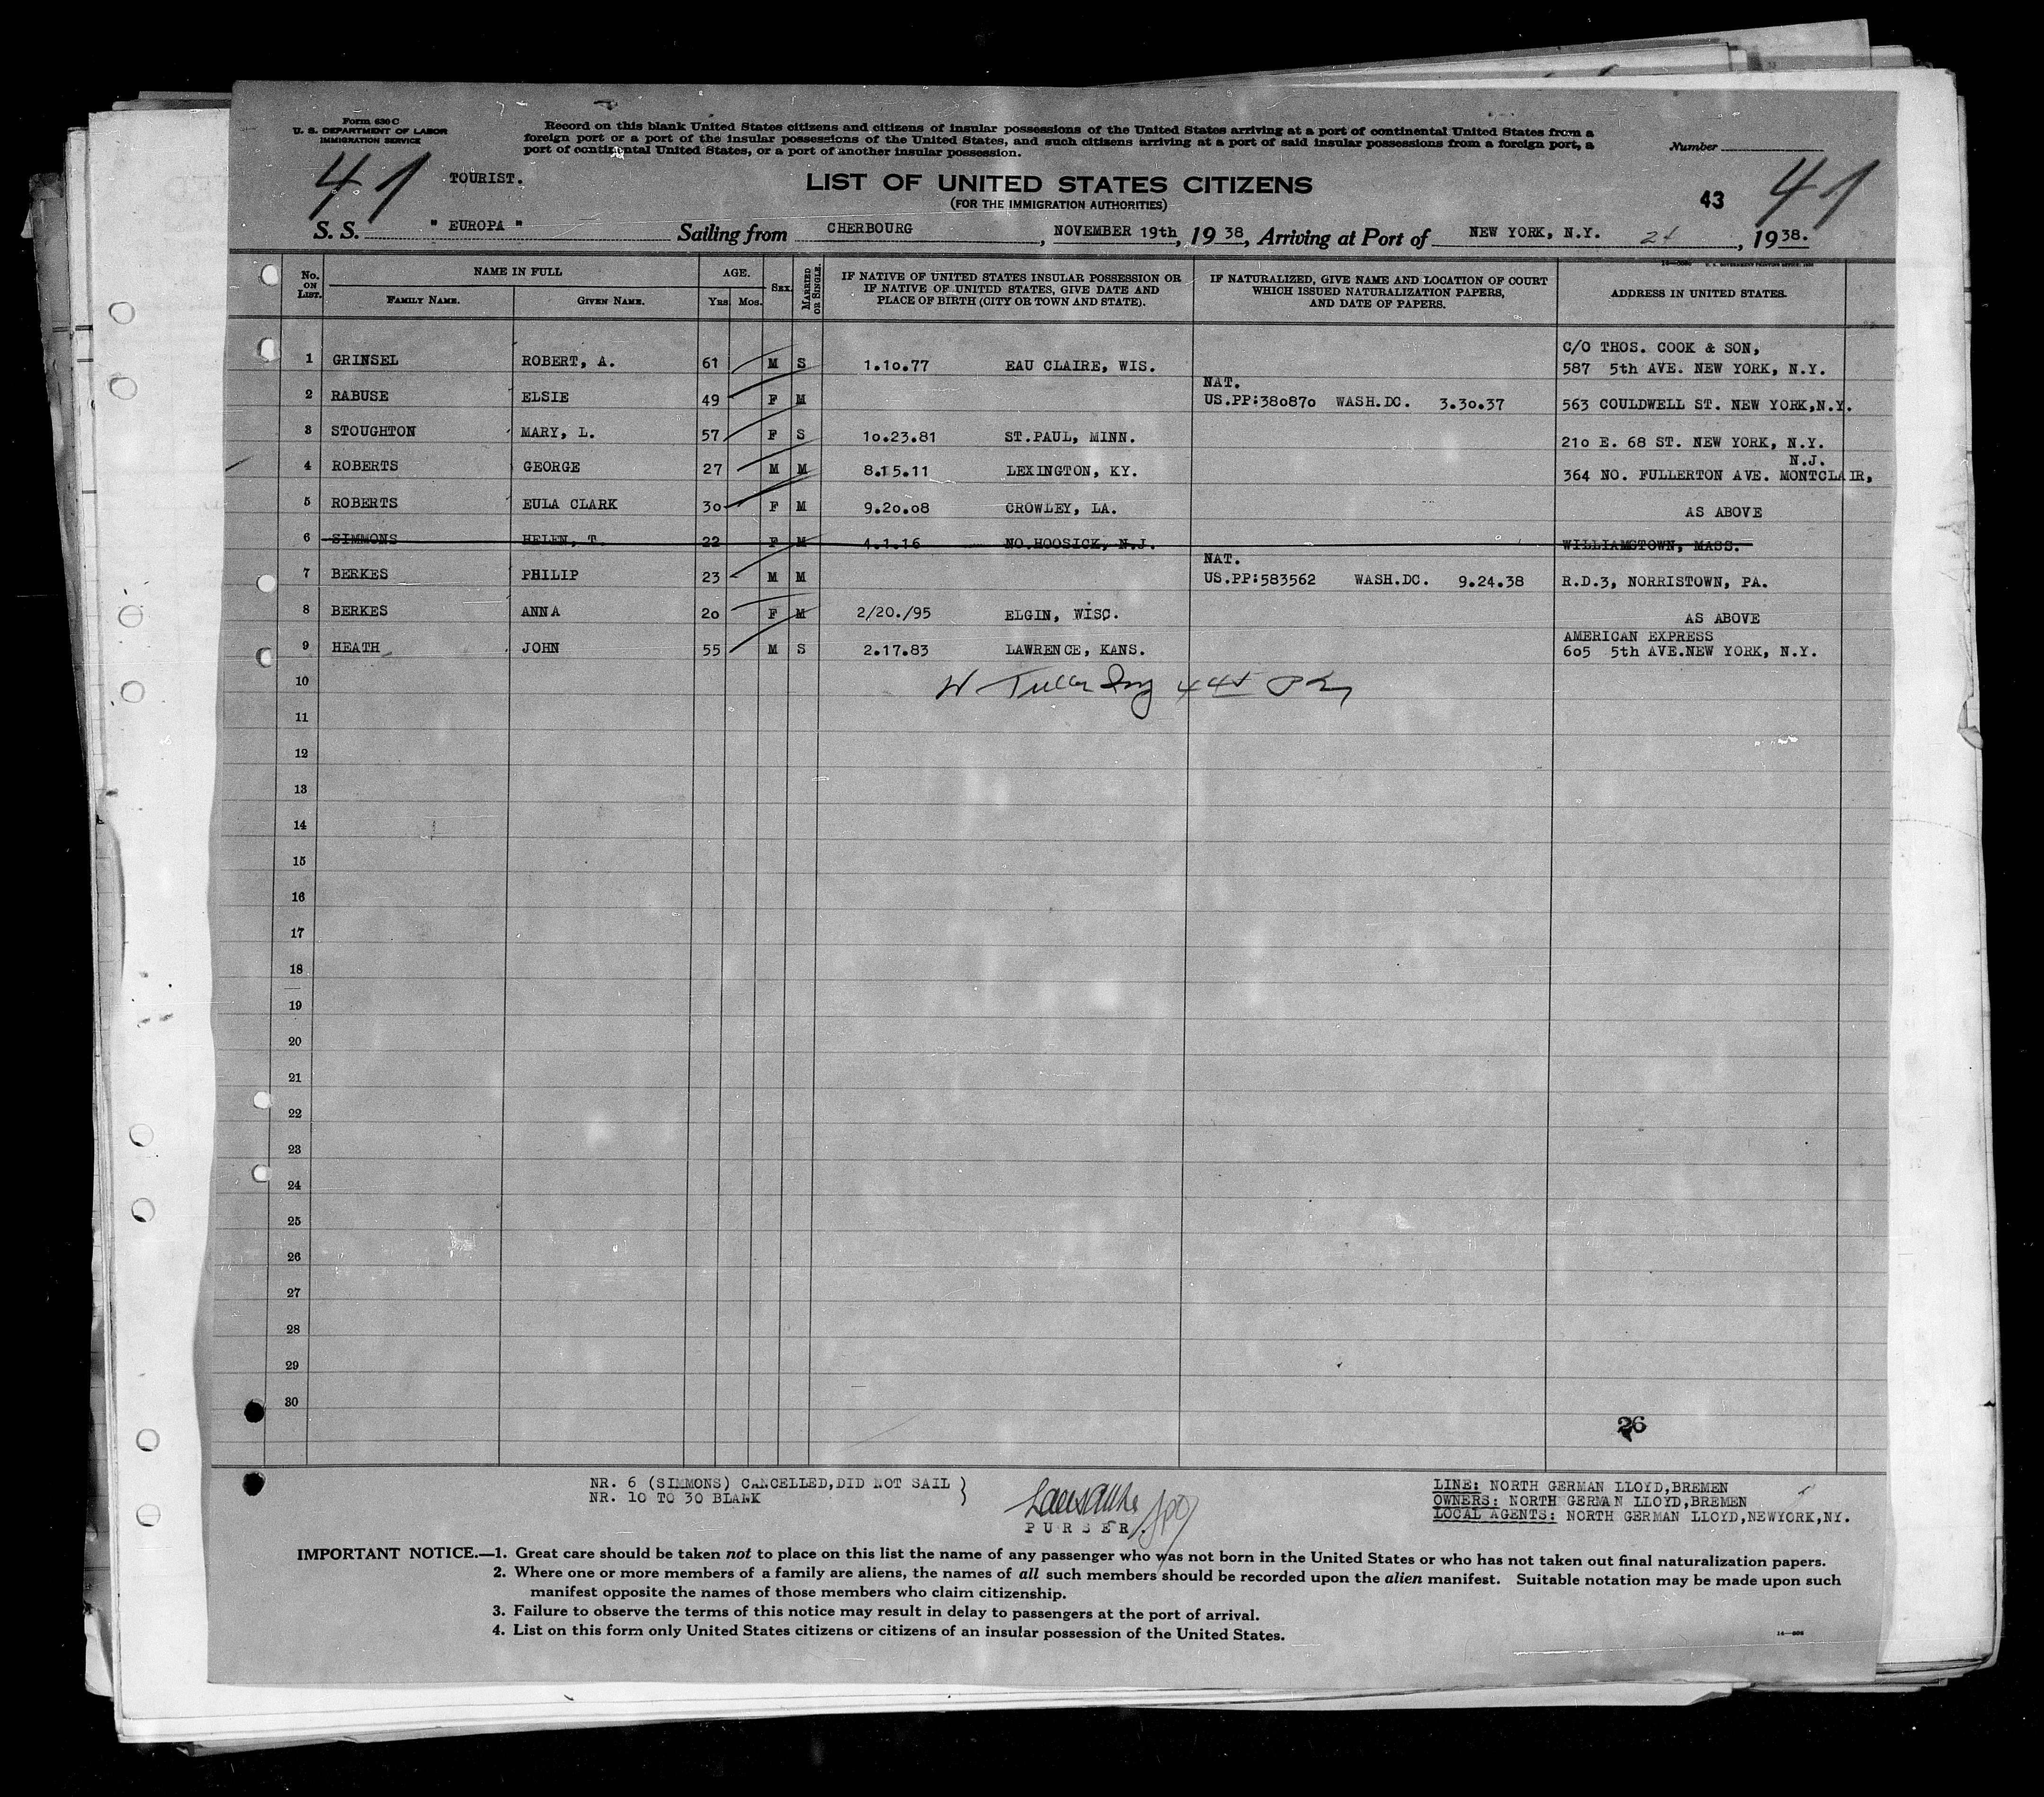 Form 630 C
U. S. DEPARTMENT OF LABOR
IMMIGRATION SERVICE
Record on this blank United States citizens and citizens of insular possessions of the United States arriving at a port of continental United States from a
foreign port or a port of the insular possessions of the United States, and such citizens arriving at a port of said insular possessions from a foreign port, a
port of continental United States, or a port of another insular possession.
Number
41 TOURIST.
LIST OF UNITED STATES CITIZENS
(FOR THE IMMIGRATION AUTHORITIES)
43 41
S. S. " EUROPA " Sailing from CHERBOURG, NOVEMBER 19th, 1938, Arriving at Port of NEW YORK, N.Y. 24, 1938.
No. ON LIST. NAME IN FULL AGE. SEX. MARRIED OR SINGLE. IF NATIVE OF UNITED STATES INSULAR POSSESSION OR IF NATIVE OF UNITED STATES, GIVE DATE AND PLACE OF BIRTH (CITY OR TOWN AND STATE). IF NATURALIZED, GIVE NAME AND LOCATION OF COURT WHICH ISSUED NATURALIZATION PAPERS, AND DATE OF PAPERS. ADDRESS IN UNITED STATES.
FAMILY NAME. GIVEN NAME. Yrs. Mos.
C/O THOS. COOK & SON,
1 GRINSEL ROBERT, A. 61 M S 1.10.77 EAU CLAIRE, WIS. 587 5th AVE. NEW YORK, N.Y.
NAT.
2 RABUSE ELSIE 49 F M US.PP:380870 WASH.DC. 3.30.37 563 COULDWELL ST. NEW YORK,N.Y.
3 STOUGHTON MARY, L. 57 F S 10.23.81 ST.PAUL, MINN. 210 E. 68 ST. NEW YORK, N.Y.
N.J.
4 ROBERTS GEORGE 27 M M 8.15.11 LEXINGTON, KY. 364 NO. FULLERTON AVE. MONTCLAIR,
5 ROBERTS EULA CLARK 30 F M 9.20.08 CROWLEY, LA. AS ABOVE
6 SIMMONS HELEN, T. 22 F M 4.1.16 NO.HOOSICK, N.J. WILLIAMSTOWN, MASS.
NAT.
7 BERKES PHILIP 23 M M US.PP:583562 WASH.DC. 9.24.38 R.D.3, NORRISTOWN, PA.
8 BERKES ANNA 20 F M 2/20./95 ELGIN, WISC. AS ABOVE
AMERICAN EXPRESS
9 HEATH JOHN 55 M S 2.17.83 LAWRENCE, KANS. 605 5th AVE.NEW YORK, N.Y.
10
11
12
13
14
15
16
17
18
19
20
21
22
23
24
25
26
27
28
29
30
26
NR. 6 (SIMMONS) CANCELLED,DID NOT SAIL }
NR. 10 TO 30 BLANK
PURSER.
LINE: NORTH GERMAN LLOYD,BREMEN
OWNERS: NORTH GERMAN LLOYD,BREMEN
LOCAL AGENTS: NORTH GERMAN LLOYD,NEWYORK,NY.
IMPORTANT NOTICE.—1. Great care should be taken not to place on this list the name of any passenger who was not born in the United States or who has not taken out final naturalization papers.
2. Where one or more members of a family are aliens, the names of all such members should be recorded upon the alien manifest. Suitable notation may be made upon such
manifest opposite the names of those members who claim citizenship.
3. Failure to observe the terms of this notice may result in delay to passengers at the port of arrival.
4. List on this form only United States citizens or citizens of an insular possession of the United States.